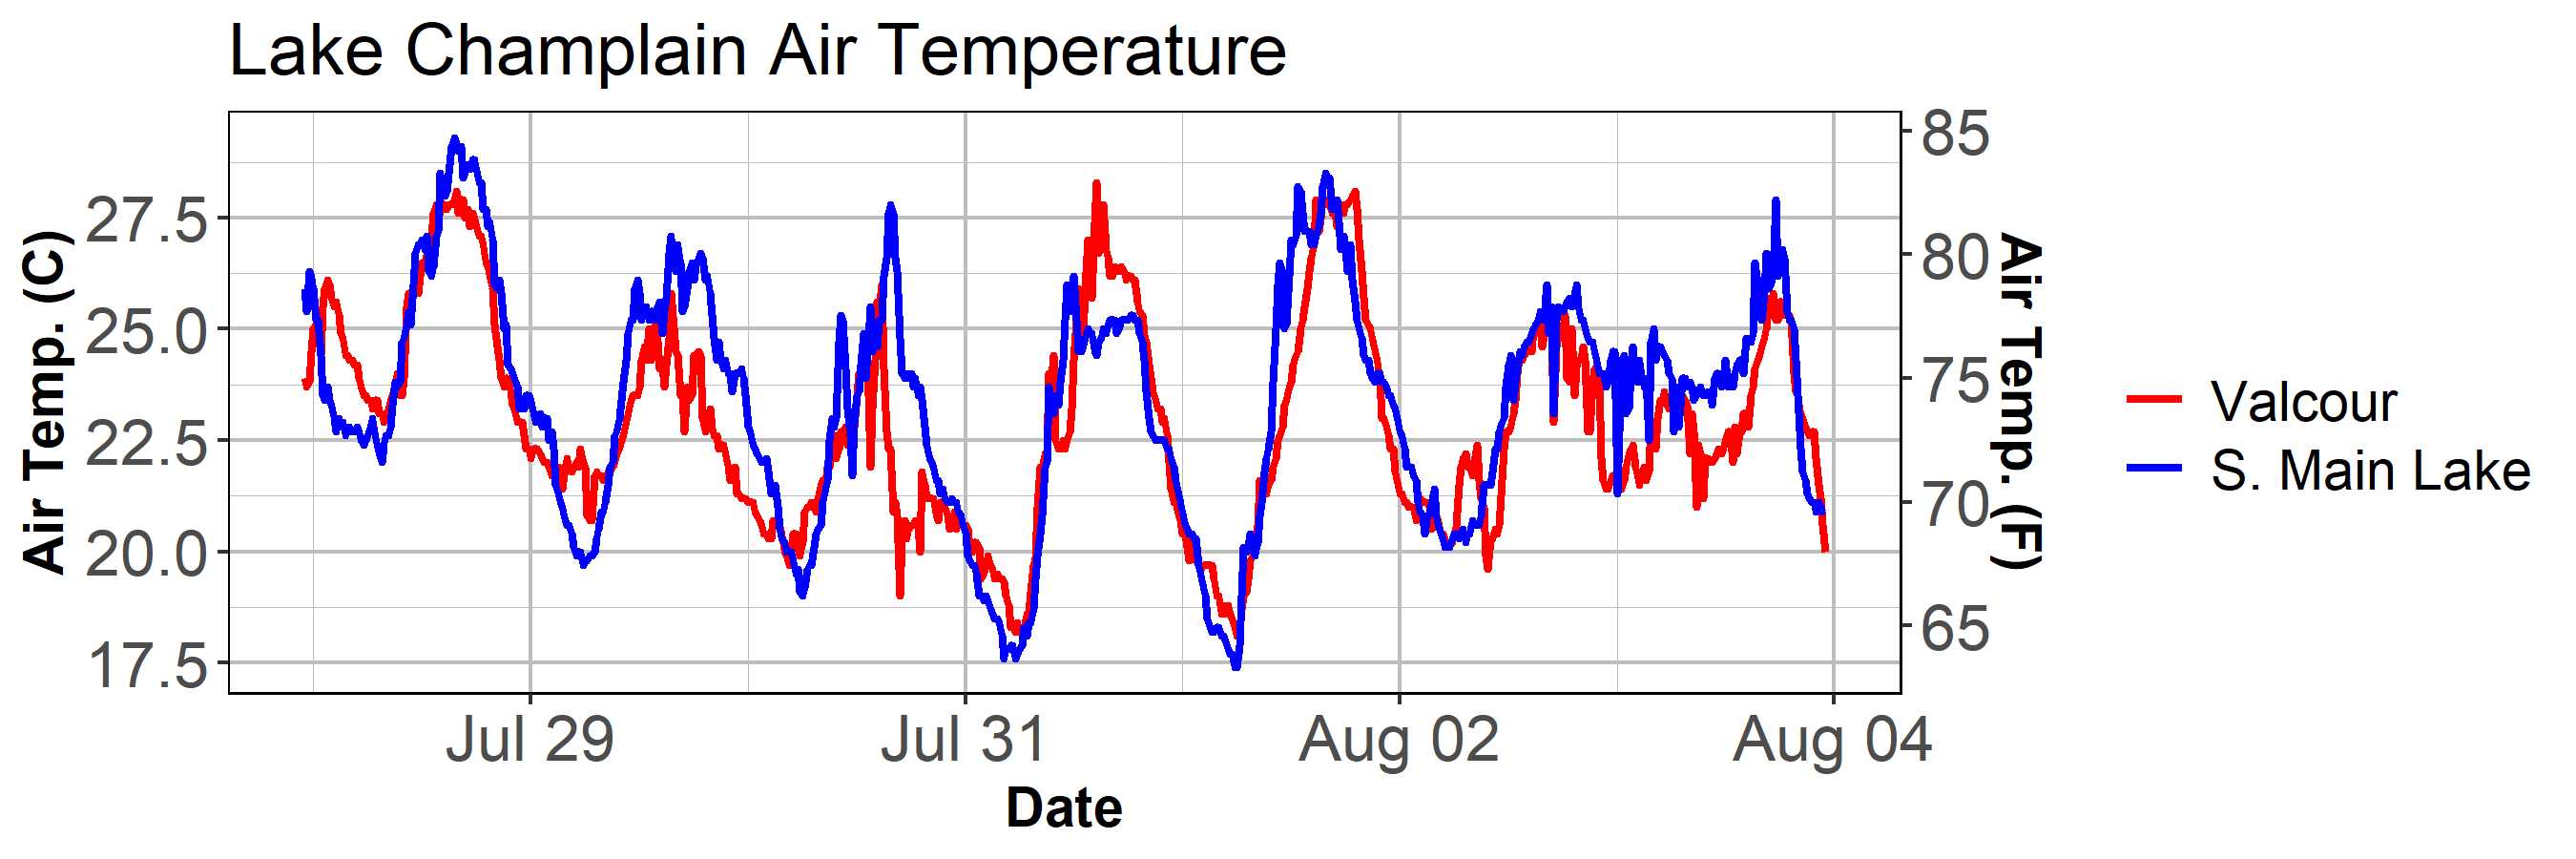 Lake Champlain Air Temperature
Air Temp. (C)
27.5
25.0
22.5
20.0
17.5
85
80
75
70
65
Air Temp. (F)
Jul 29 Jul 31 Aug 02 Aug 04
Date
Valcour
S. Main Lake